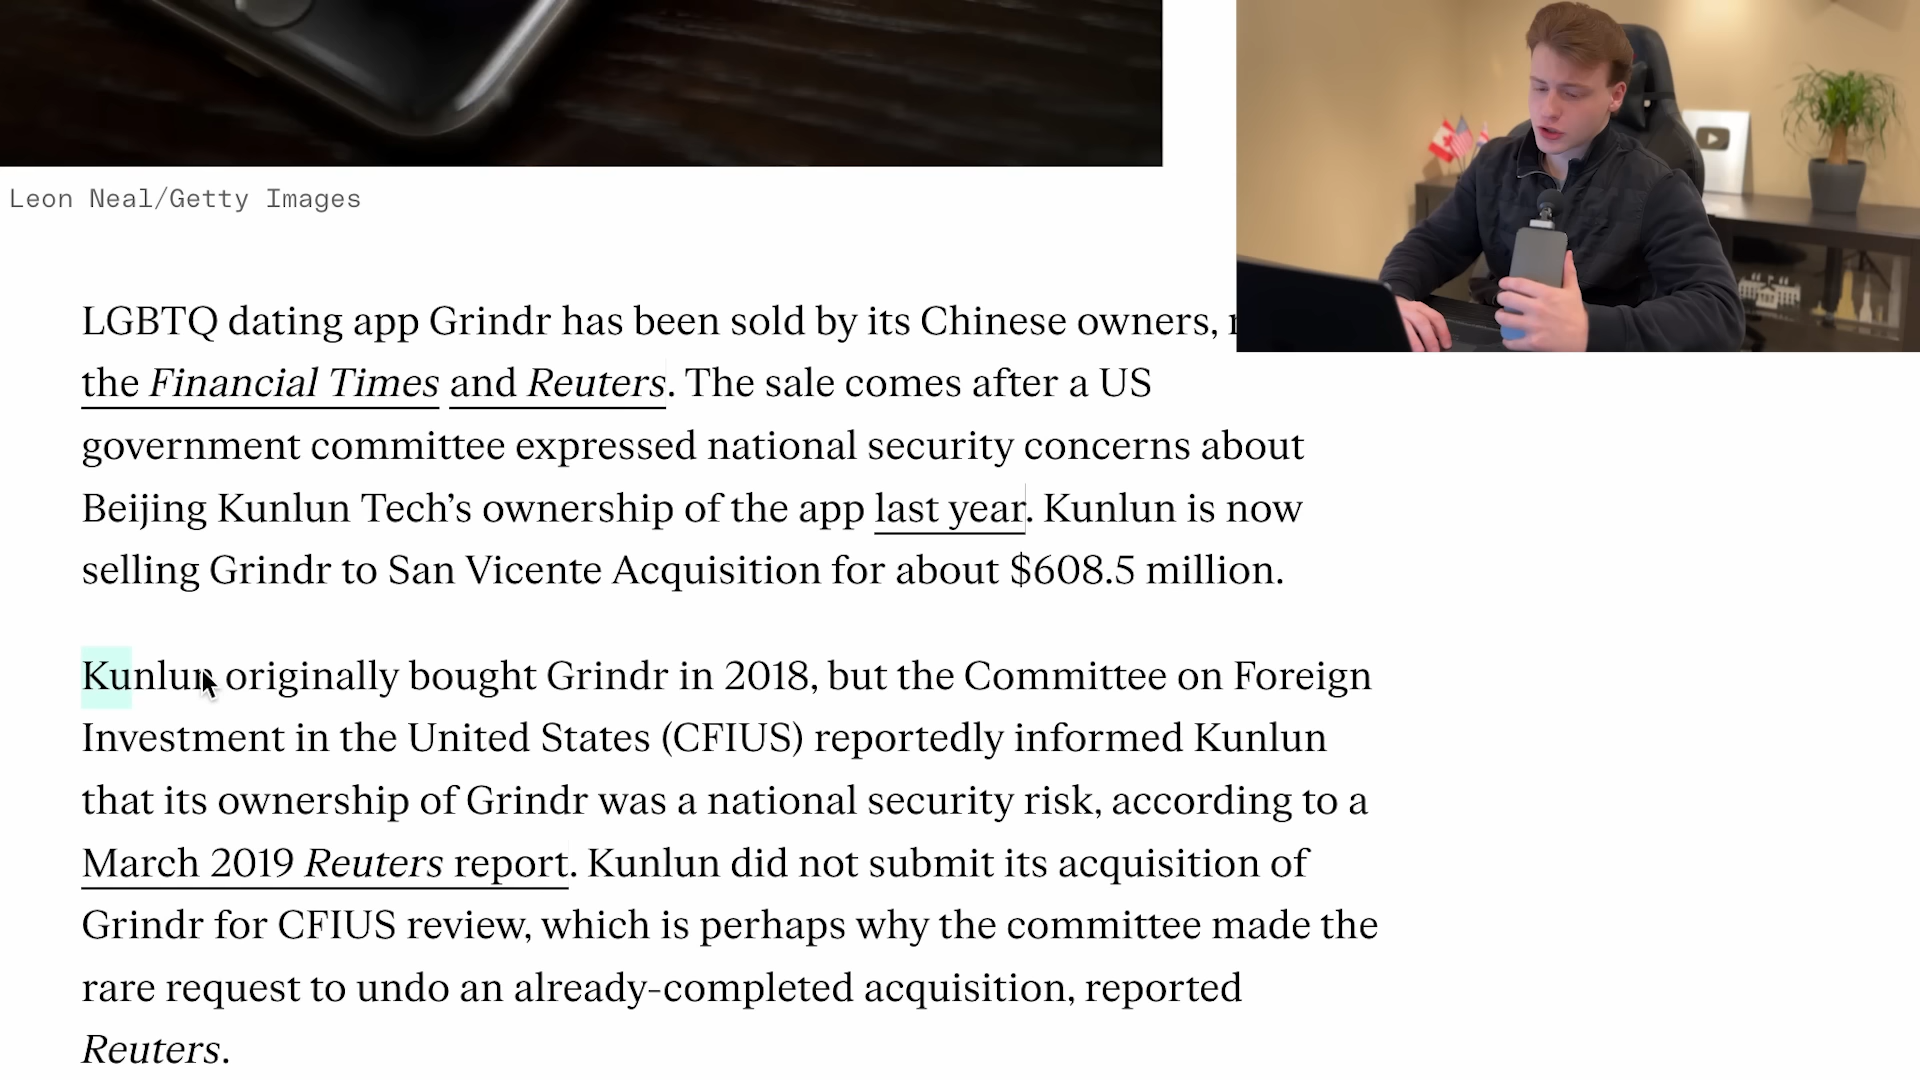 Leon Neal/Getty Images
LGBTQ dating app Grindr has been sold by its Chinese owners,
the Financial Times and Reuters. The sale comes after a US
government committee expressed national security concerns about
Beijing Kunlun Tech’s ownership of the app last year. Kunlun is now
selling Grindr to San Vicente Acquisition for about $608.5 million.
Kunlun originally bought Grindr in 2018, but the Committee on Foreign
Investment in the United States (CFIUS) reportedly informed Kunlun
that its ownership of Grindr was a national security risk, according to a
March 2019 Reuters report. Kunlun did not submit its acquisition of
Grindr for CFIUS review, which is perhaps why the committee made the
rare request to undo an already-completed acquisition, reported
Reuters.